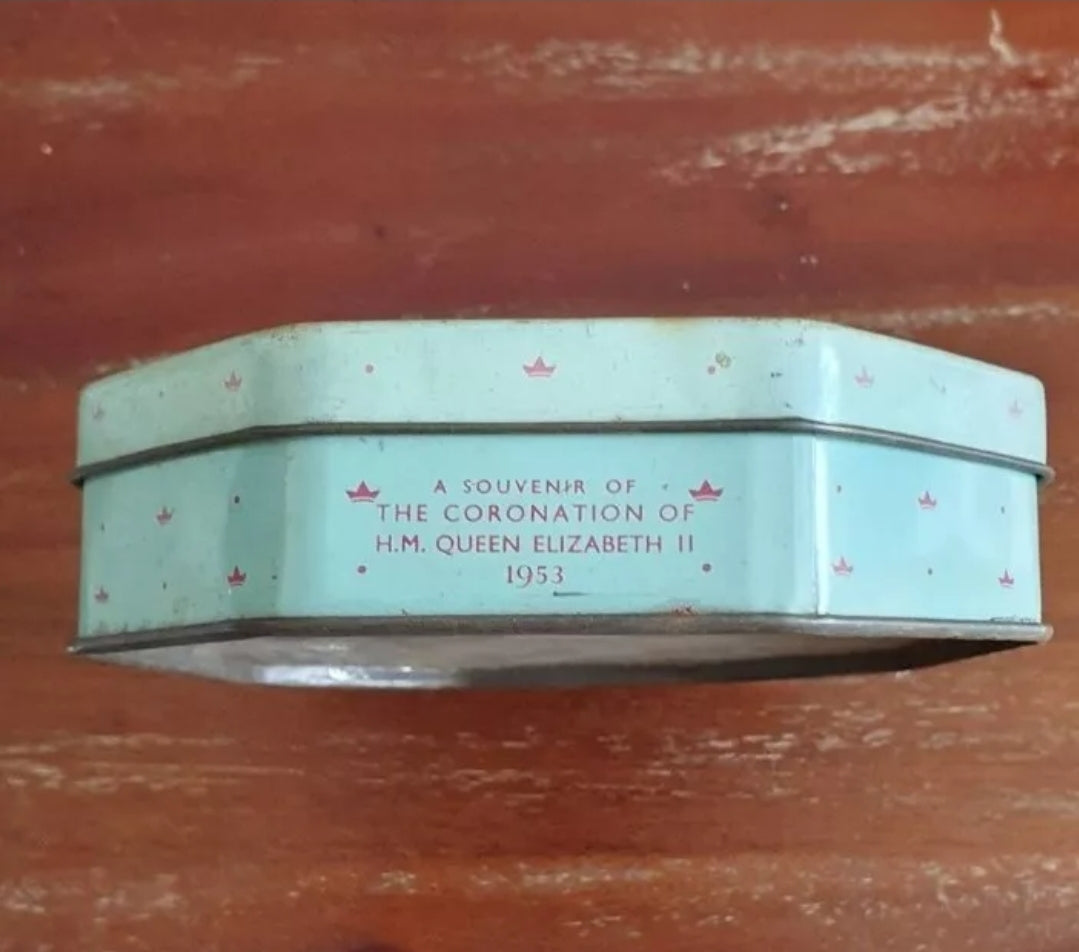 A SOUVENIR OF
THE CORONATION OF
H.M. QUEEN ELIZABETH II
1953